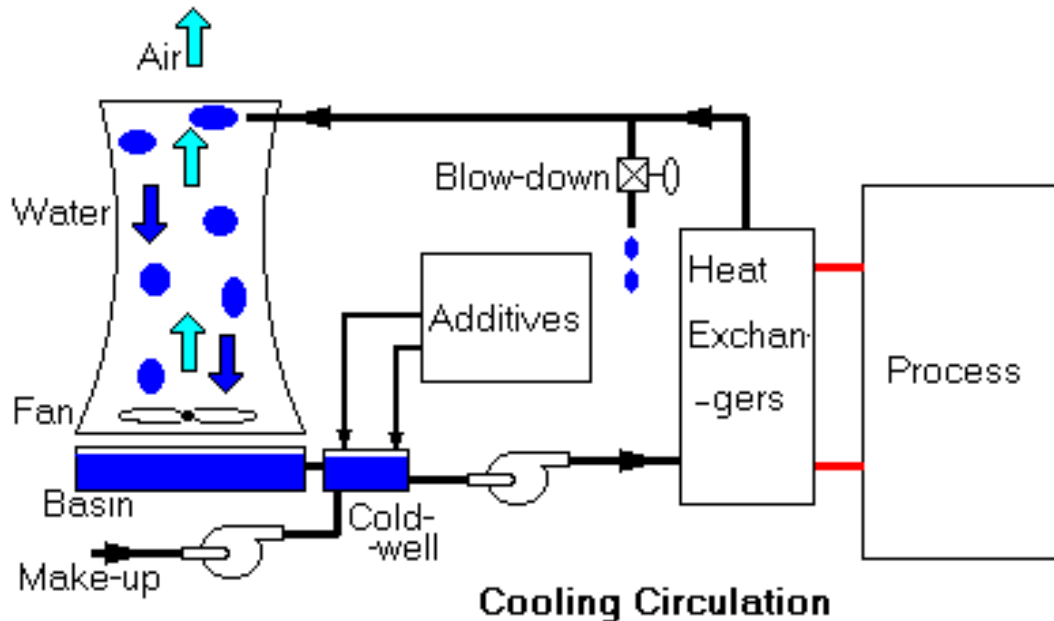 Air
Water
Fan
Basin
Make-up
Cold-
-well
Additives
Blow-down
Heat
Exchan-
-gers
Process
Cooling Circulation